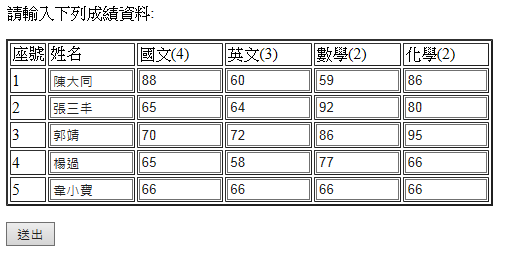 請輸入下列成績資料:
座號 姓名 國文(4) 英文(3) 數學(2) 化學(2)
1 陳大同 88 60 59 86
2 張三丰 65 64 92 80
3 郭靖 70 72 86 95
4 楊過 65 58 77 66
5 韋小寶 66 66 66 66
送出